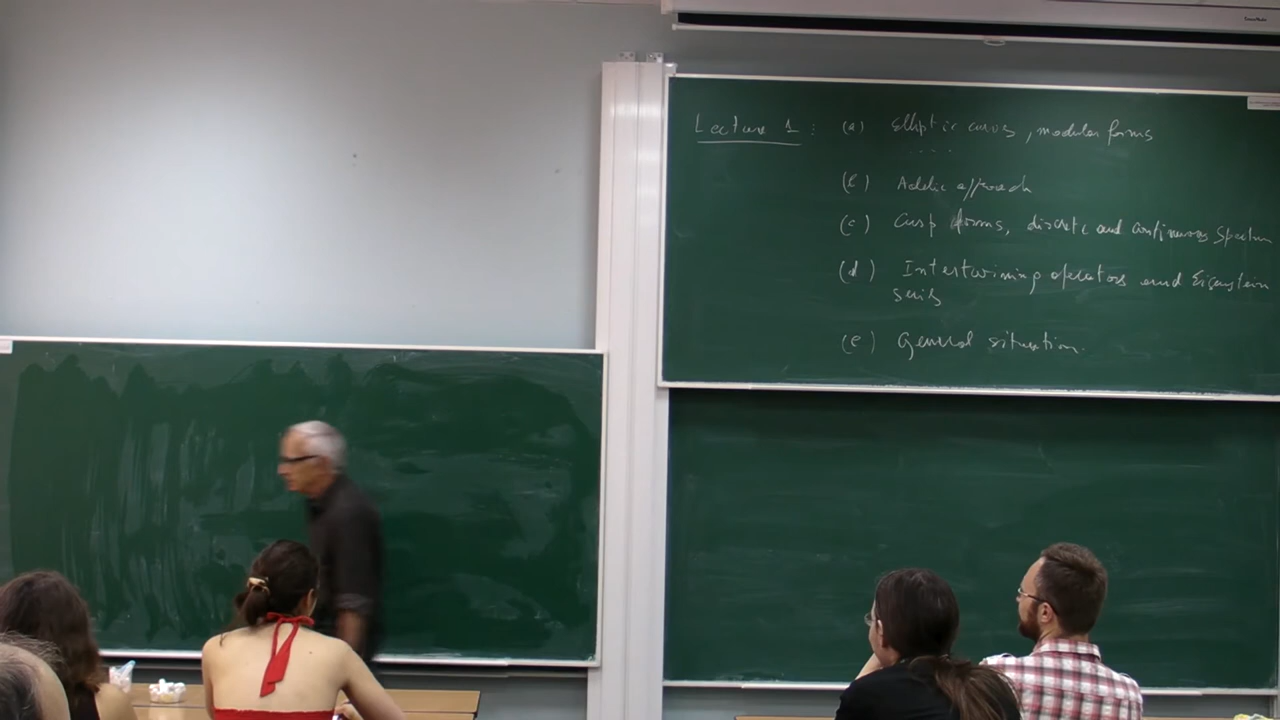 Lecture 1 : (a) Elliptic curves, modular forms
....
(b) Adelic approach
(c) Cusp forms, discrete and continuous spectrum
(d) Intertwining operators and Eisenstein
series
(e) General situation.